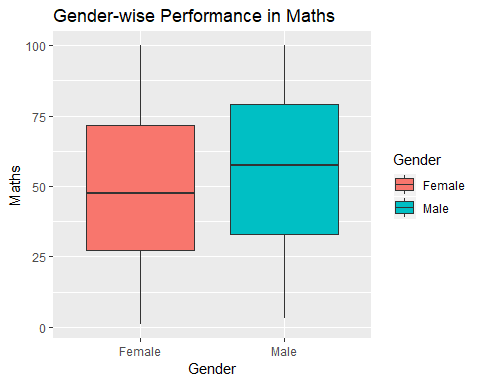 Gender-wise Performance in Maths
100
75
50
25
0
Maths
Female Male
Gender
Gender
Female
Male